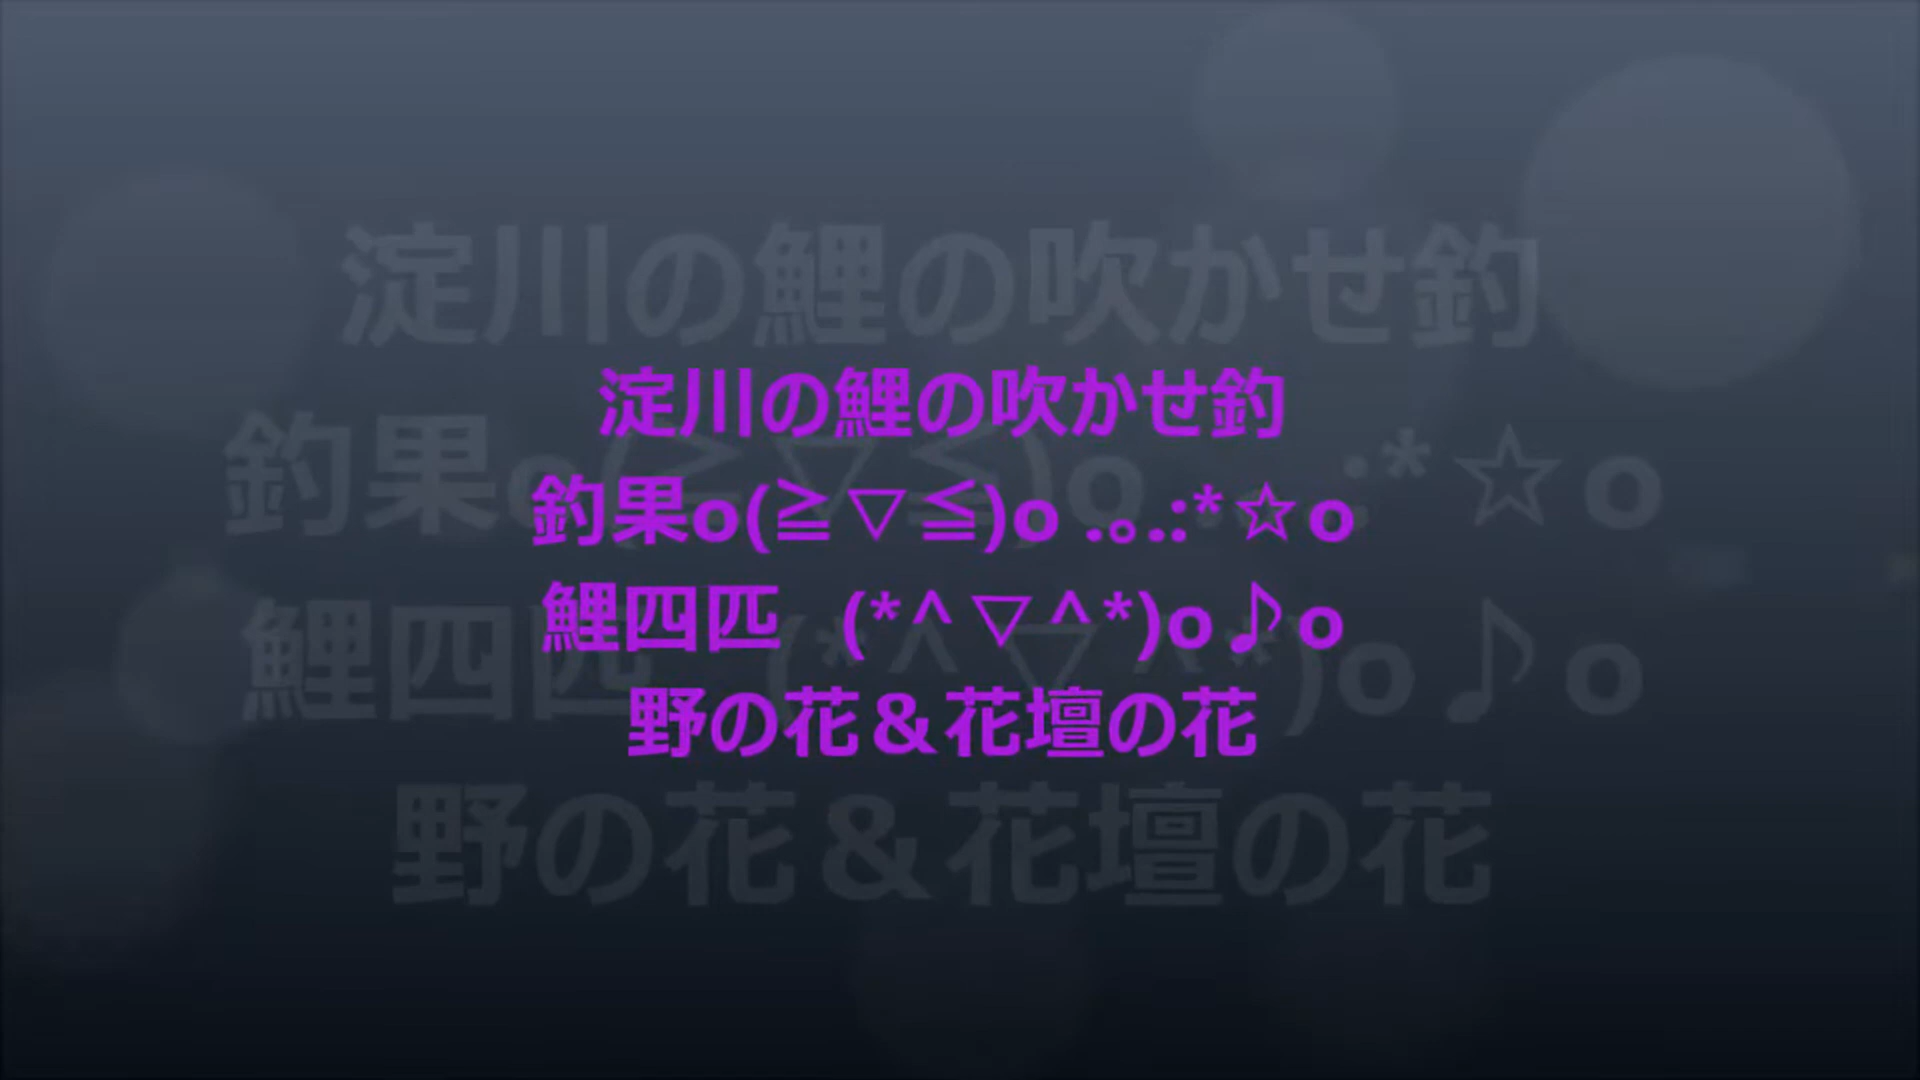 淀川の鯉の吹かせ釣
釣果o(≧▽≦)o .｡.:*☆o
鯉四匹　(*^▽^*)o♪o
野の花＆花壇の花